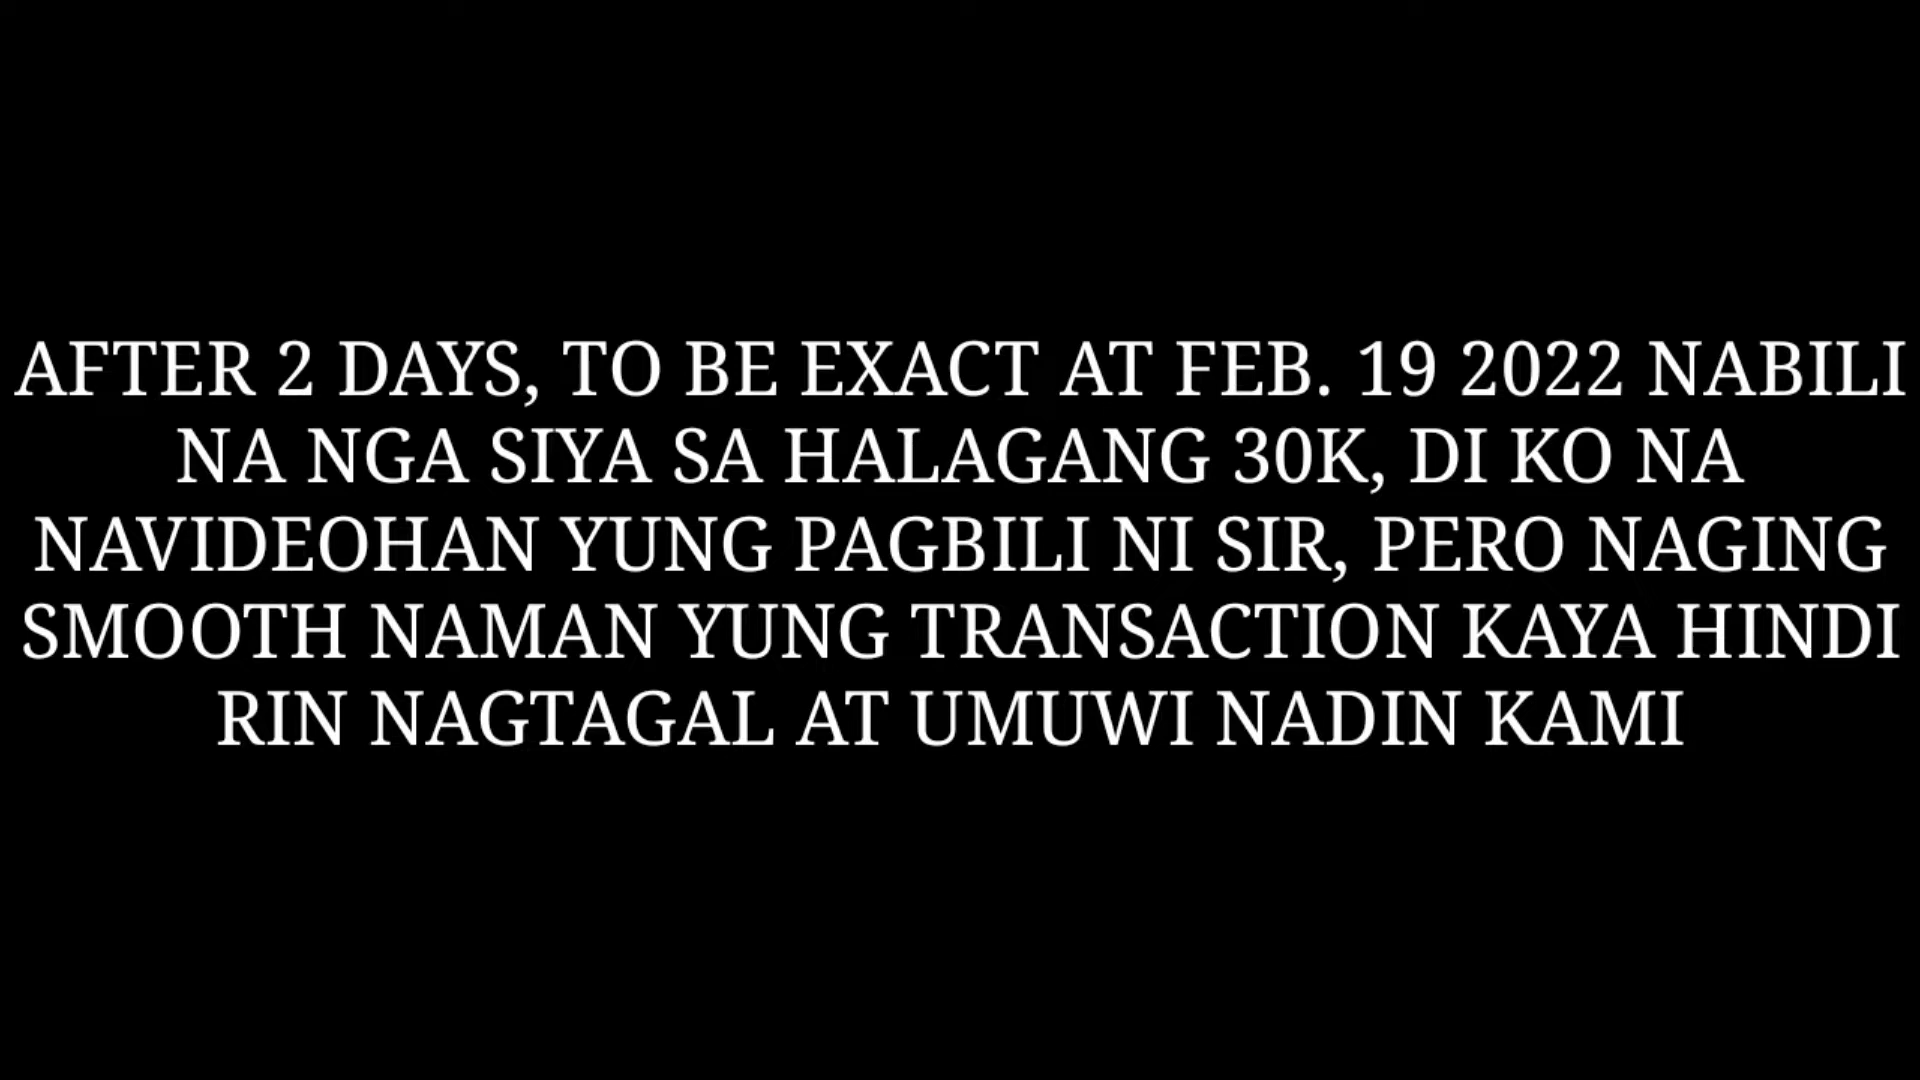 AFTER 2 DAYS, TO BE EXACT AT FEB. 19 2022 NABILI
NA NGA SIYA SA HALAGANG 30K, DI KO NA
NAVIDEOHAN YUNG PAGBILI NI SIR, PERO NAGING
SMOOTH NAMAN YUNG TRANSACTION KAYA HINDI
RIN NAGTAGAL AT UMUWI NADIN KAMI